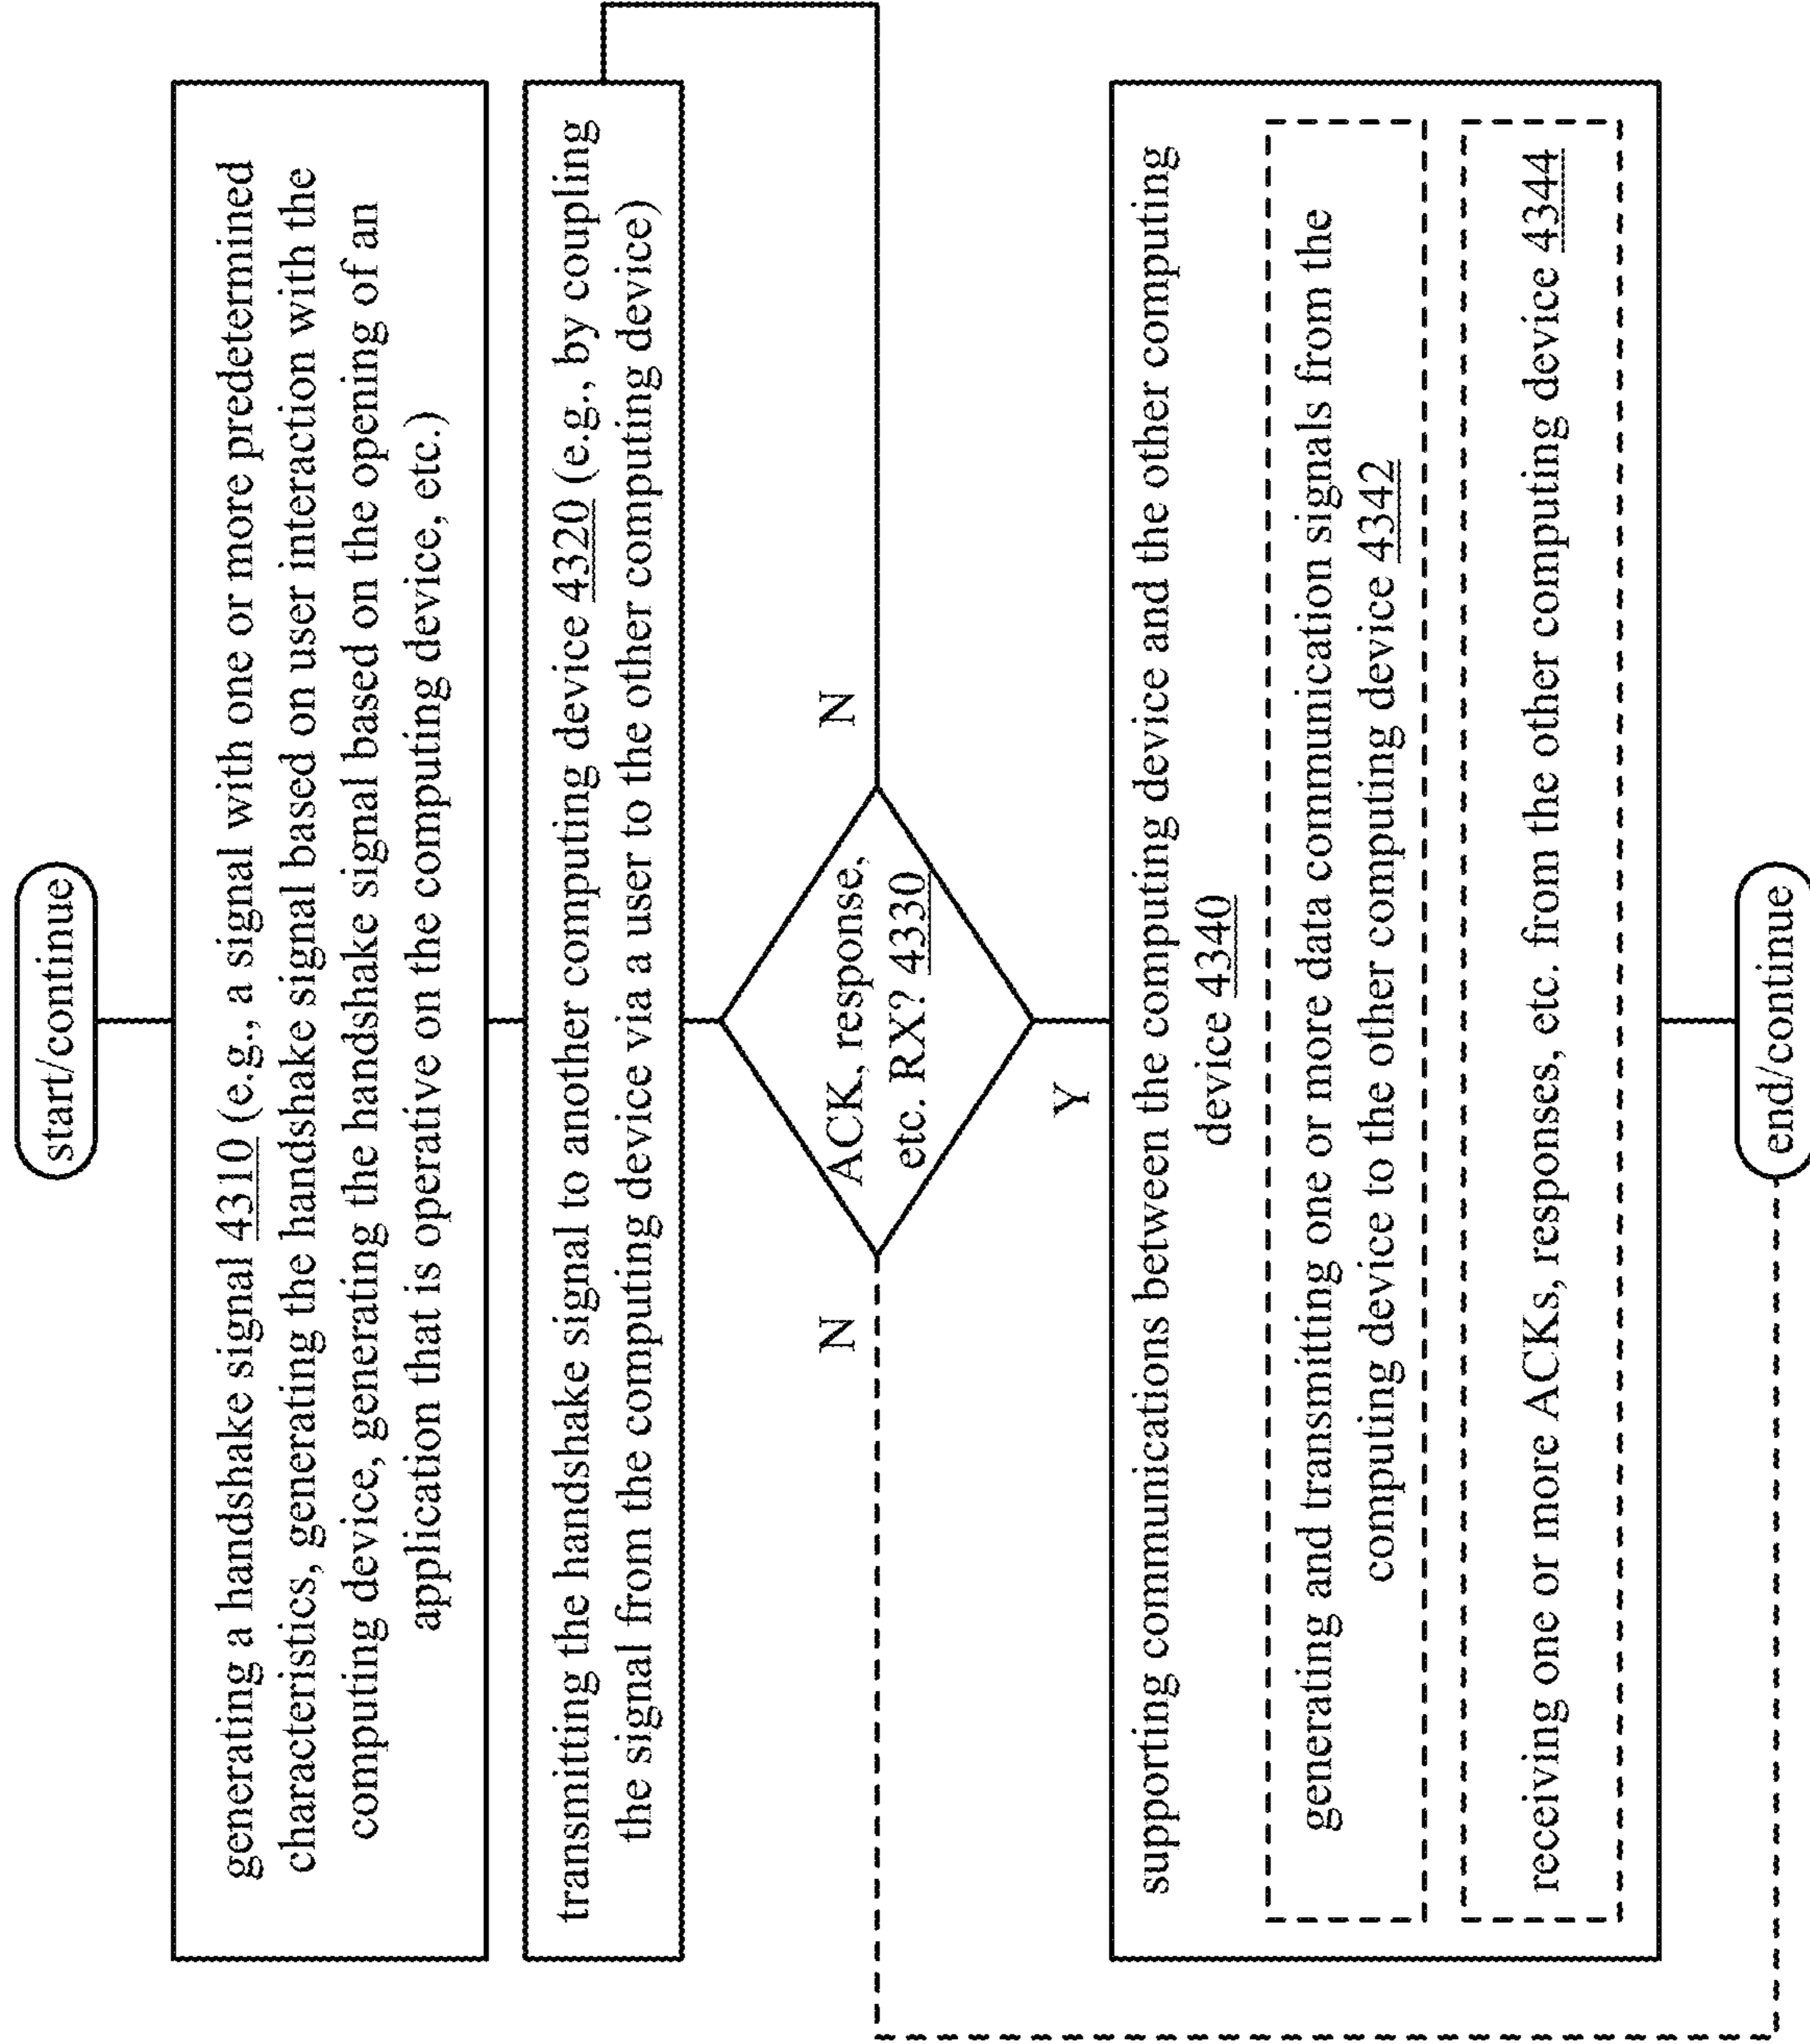 start/continue
generating a handshake signal 4310 (e.g., a signal with one or more predetermined
characteristics, generating the handshake signal based on user interaction with the
computing device, generating the handshake signal based on the opening of an
application that is operative on the computing device, etc.)
transmitting the handshake signal to another computing device 4320 (e.g., by coupling
the signal from the computing device via a user to the other computing device)
N
ACK, response,
etc. RX? 4330
N
Y
supporting communications between the computing device and the other computing
device 4340
generating and transmitting one or more data communication signals from the
computing device to the other computing device 4342
receiving one or more ACKs, responses, etc. from the other computing device 4344
end/continue